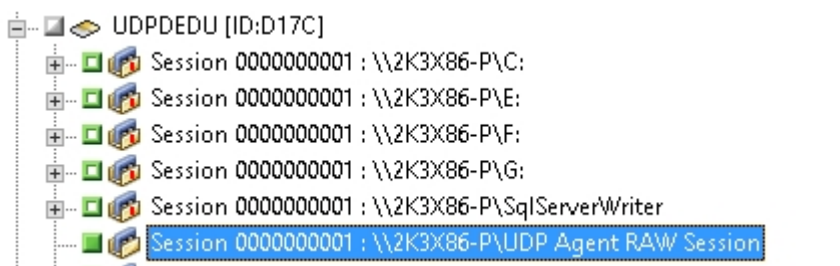 UDPDEDU [ID:D17C]
Session 0000000001 : \\2K3X86-P\C:
Session 0000000001 : \\2K3X86-P\E:
Session 0000000001 : \\2K3X86-P\F:
Session 0000000001 : \\2K3X86-P\G:
Session 0000000001 : \\2K3X86-P\SqlServerWriter
Session 0000000001 : \\2K3X86-P\UDP Agent RAW Session